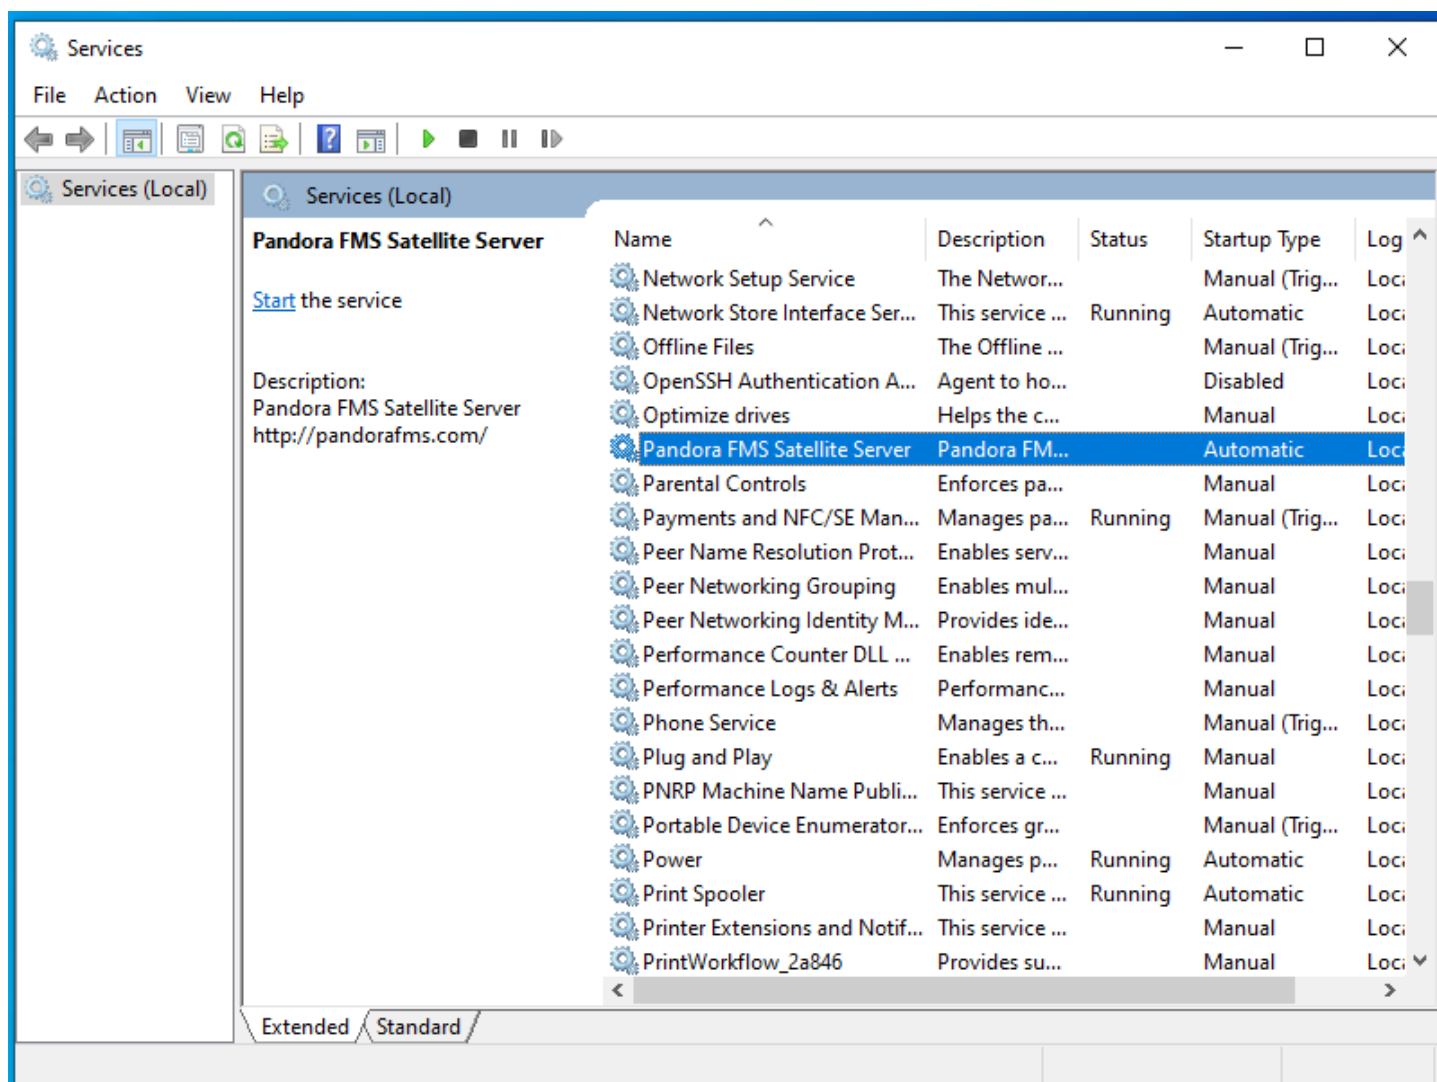 Services
File Action View Help
Services (Local)
Services (Local)
Pandora FMS Satellite Server
Start the service
Description:
Pandora FMS Satellite Server
http://pandorafms.com/
Name Description Status Startup Type Log
Network Setup Service The Networ... Manual (Trig... Loca
Network Store Interface Ser... This service ... Running Automatic Loca
Offline Files The Offline ... Manual (Trig... Loca
OpenSSH Authentication A... Agent to ho... Disabled Loca
Optimize drives Helps the c... Manual Loca
Pandora FMS Satellite Server Pandora FM... Automatic Loca
Parental Controls Enforces pa... Manual Loca
Payments and NFC/SE Man... Manages pa... Running Manual (Trig... Loca
Peer Name Resolution Prot... Enables serv... Manual Loca
Peer Networking Grouping Enables mul... Manual Loca
Peer Networking Identity M... Provides ide... Manual Loca
Performance Counter DLL ... Enables rem... Manual Loca
Performance Logs & Alerts Performanc... Manual Loca
Phone Service Manages th... Manual (Trig... Loca
Plug and Play Enables a c... Running Manual Loca
PNRP Machine Name Publi... This service ... Manual Loca
Portable Device Enumerator... Enforces gr... Manual (Trig... Loca
Power Manages p... Running Automatic Loca
Print Spooler This service ... Running Automatic Loca
Printer Extensions and Notif... This service ... Manual Loca
PrintWorkflow_2a846 Provides su... Manual Loca
Extended Standard